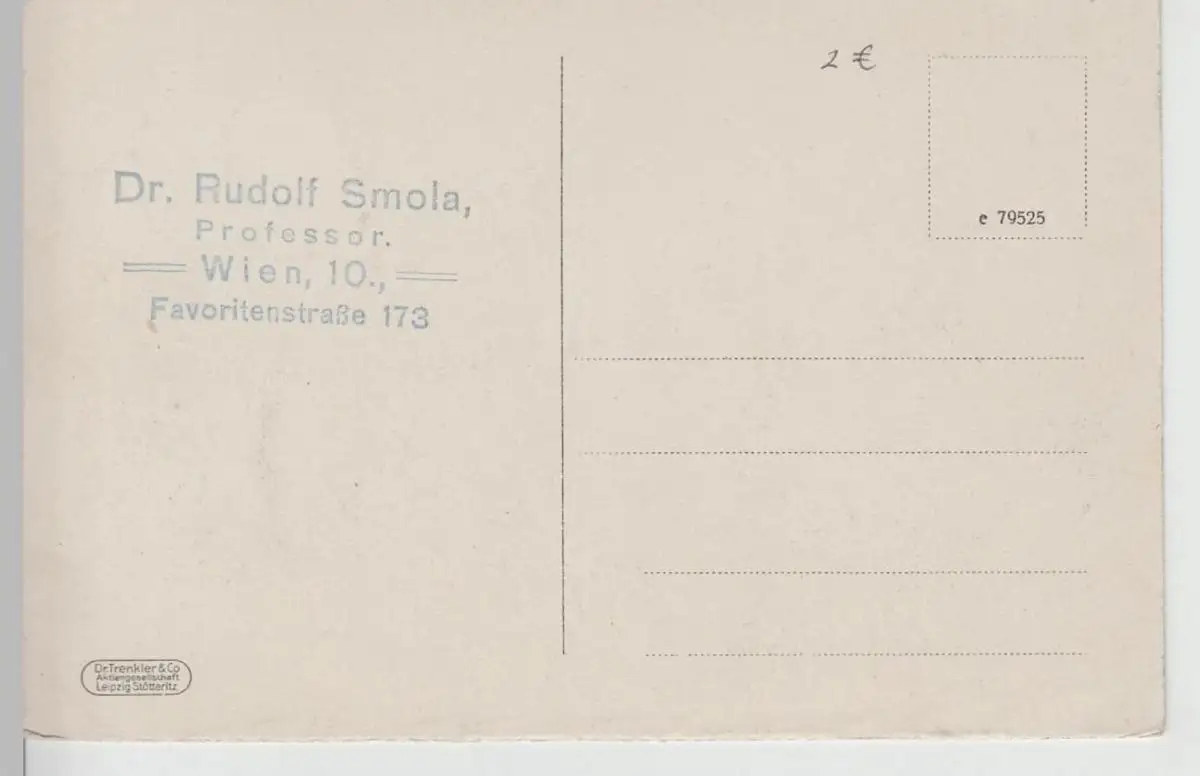 2 €
Dr. Rudolf Smola,
Professor.
Wien, 10.,
Favoritenstraße 173
e 79525
Dr. Trenkler & Co
Aktiengesellschaft
Leipzig Stötteritz